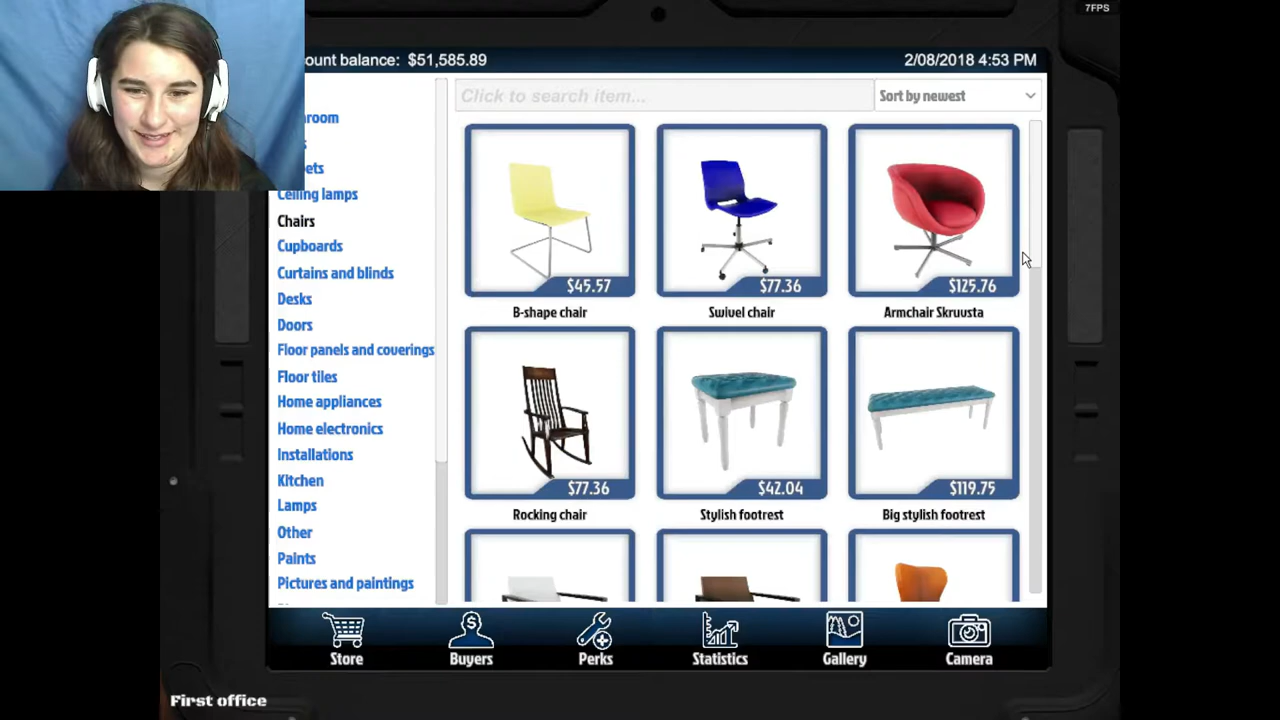 7FPS
ount balance: $51,585.89
2/08/2018 4:53 PM
Click to search item...
Sort by newest
hroom
pets
Ceiling lamps
Chairs
Cupboards
Curtains and blinds
Desks
Doors
Floor panels and coverings
Floor tiles
Home appliances
Home electronics
Installations
Kitchen
Lamps
Other
Paints
Pictures and paintings
$45.57
$77.36
$125.76
B-shape chair
Swivel chair
Armchair Skruvsta
$77.36
$42.04
$119.75
Rocking chair
Stylish footrest
Big stylish footrest
Store
Buyers
Perks
Statistics
Gallery
Camera
First office